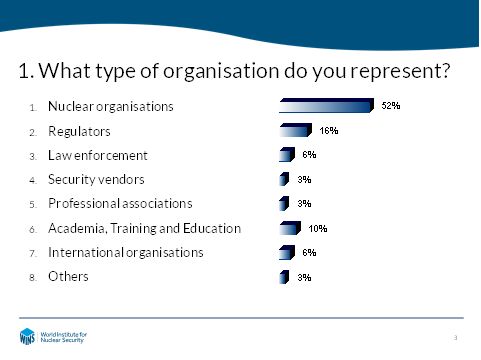 1. What type of organisation do you represent?
1. Nuclear organisations 52%
2. Regulators 16%
3. Law enforcement 6%
4. Security vendors 3%
5. Professional associations 3%
6. Academia, Training and Education 10%
7. International organisations 6%
8. Others 3%
WINS World Institute for
Nuclear Security
3